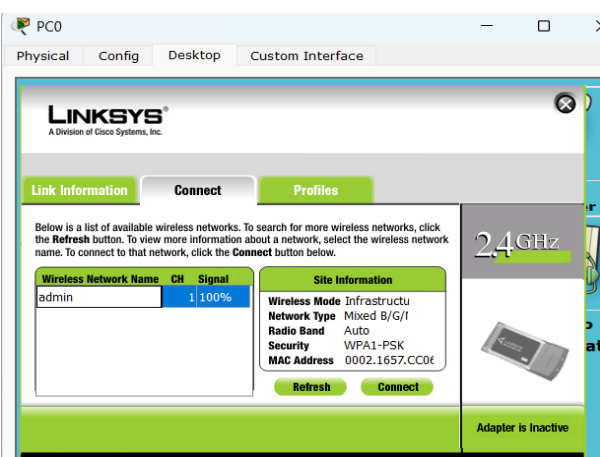 PC0
Physical Config Desktop Custom Interface
LINKSYS®
A Division of Cisco Systems, Inc.
Link Information Connect Profiles
Below is a list of available wireless networks. To search for more wireless networks, click
the Refresh button. To view more information about a network, select the wireless network
name. To connect to that network, click the Connect button below.
2.4GHz
Wireless Network Name CH Signal
admin 1 100%
Site Information
Wireless Mode Infrastructu
Network Type Mixed B/G/
Radio Band Auto
Security WPA1-PSK
MAC Address 0002.1657.CC0
Refresh Connect
Adapter is Inactive